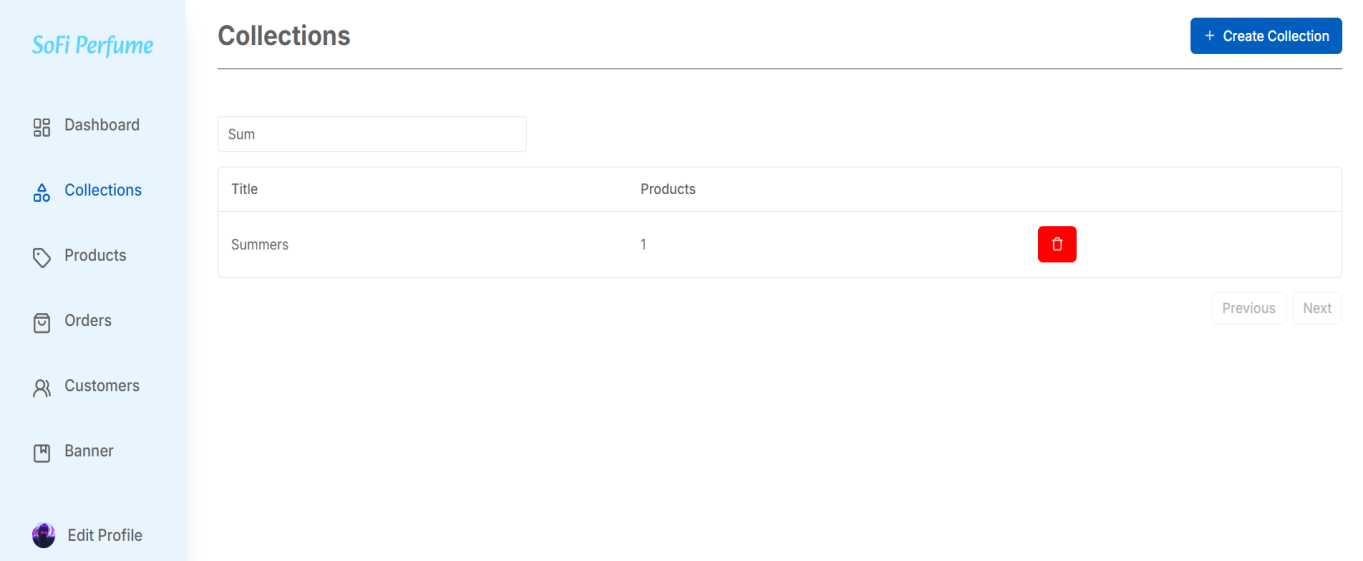 SoFi Perfume
Dashboard
Collections
Products
Orders
Customers
Banner
Edit Profile
Collections
+ Create Collection
Sum
Title Products
Summers 1
Previous Next